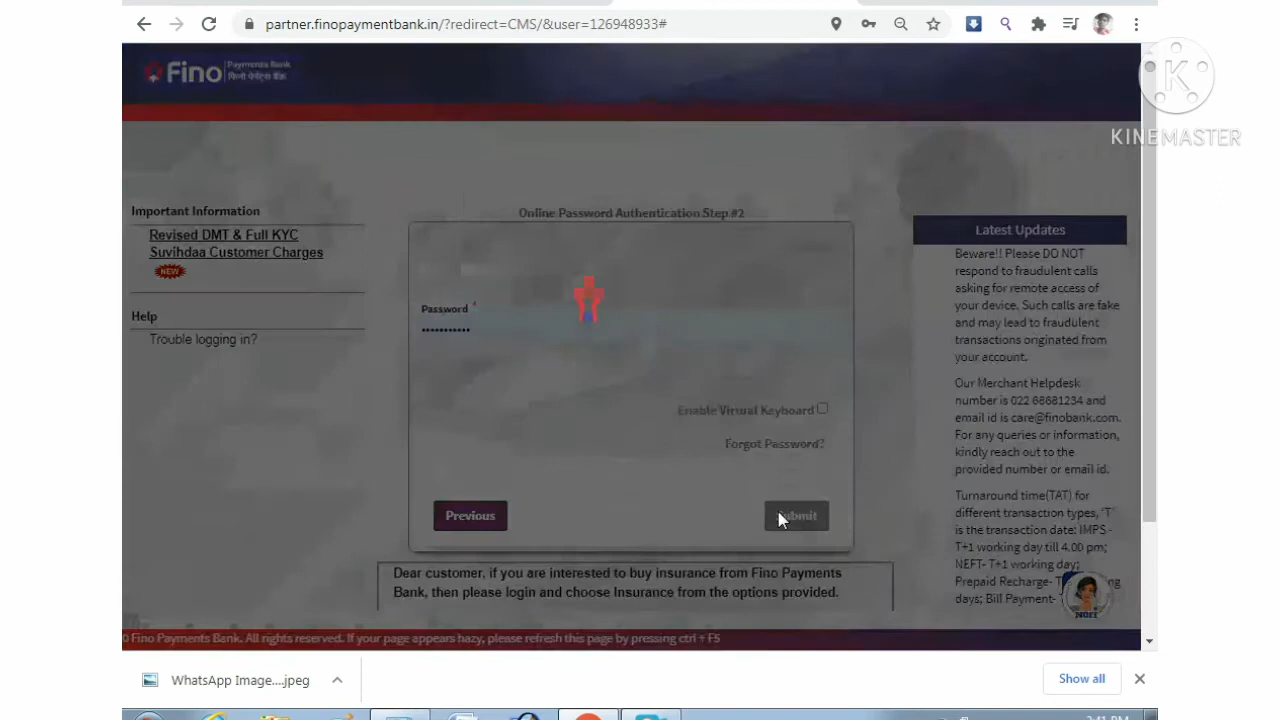 partner.finopaymentbank.in/?redirect=CMS/&user=126948933#
Fino
Payments Bank
फिनो पेमेंट्स बैंक
K
KINEMASTER
Important Information
Revised DMT & Full KYC
Suvihdaa Customer Charges
NEW
Help
Trouble logging in?
Online Password Authentication Step #2
Password *
•••••••••••
Enable Virtual Keyboard
Forgot Password?
Previous
Submit
Latest Updates
Beware!! Please DO NOT
respond to fraudulent calls
asking for remote access of
your device. Such calls are fake
and may lead to fraudulent
transactions originated from
your account.
Our Merchant Helpdesk
number is 022 68681234 and
email id is care@finobank.com.
For any queries or information,
kindly reach out to the
provided number or email id.
Turnaround time(TAT) for
different transaction types, 'T'
is the transaction date: IMPS -
T+1 working day till 4.00 pm;
NEFT- T+1 working day;
Prepaid Recharge-
days; Bill Payment-
Dear customer, if you are interested to buy insurance from Fino Payments
Bank, then please login and choose Insurance from the options provided.
Fino Payments Bank. All rights reserved. If your page appears hazy, please refresh this page by pressing ctrl + F5
WhatsApp Image....jpeg
Show all